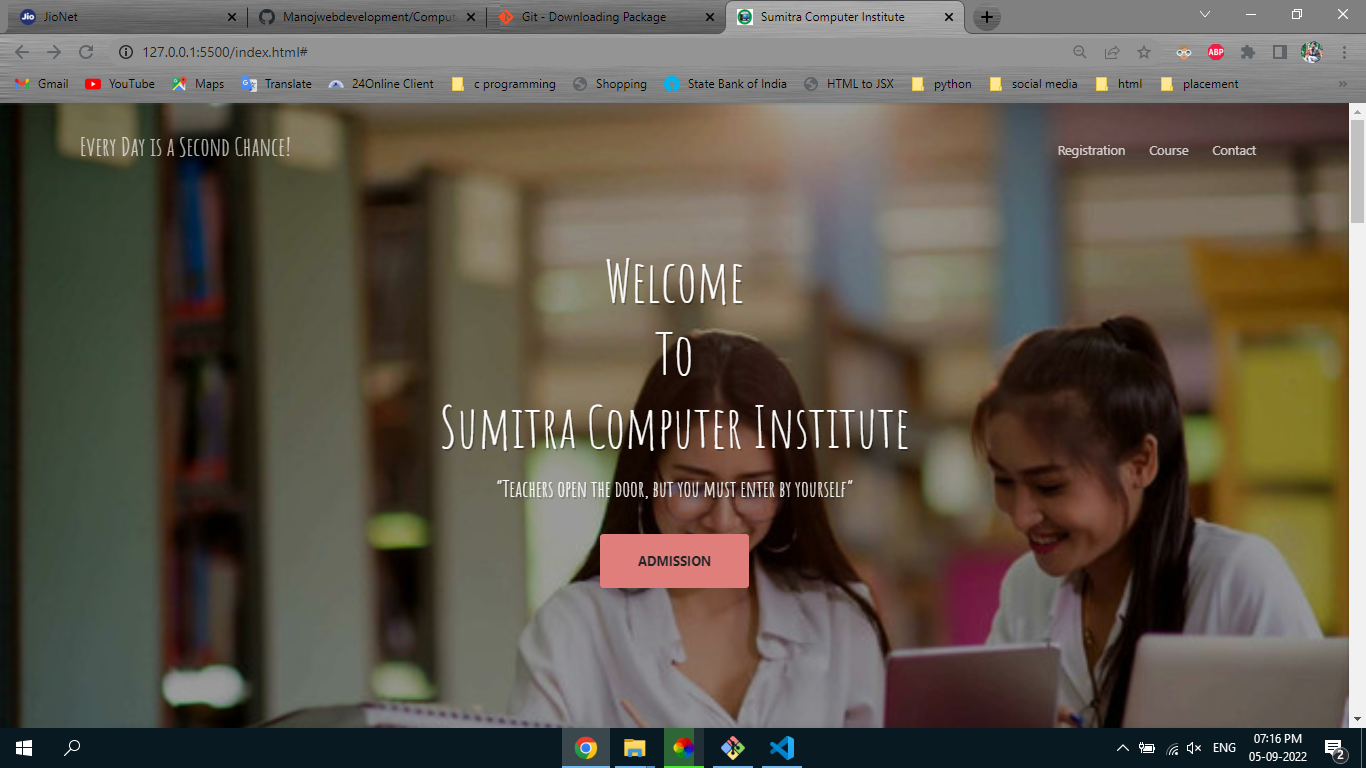 JioNet
Manojwebdevelopment/Comput
Git - Downloading Package
Sumitra Computer Institute
127.0.0.1:5500/index.html#
ABP
Gmail
YouTube
Maps
Translate
24Online Client
c programming
Shopping
State Bank of India
HTML to JSX
python
social media
html
placement
»
Every Day is a Second Chance!
Registration
Course
Contact
Welcome
To
Sumitra Computer Institute
“Teachers open the door, but you must enter by yourself”
ADMISSION
ENG
07:16 PM
05-09-2022
2